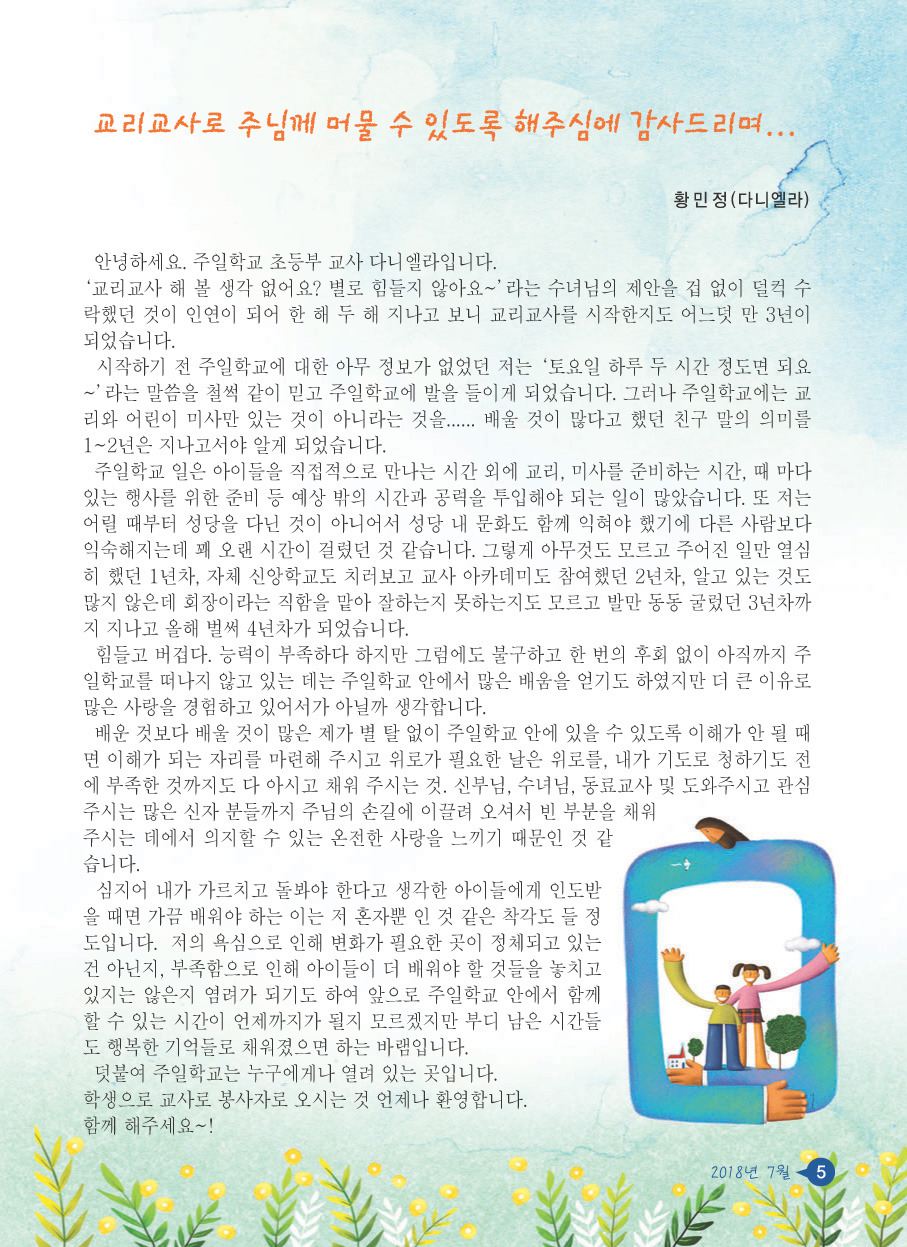 교리교사로 주님께 머물 수 있도록 해주심에 감사드리며...
황민정(다니엘라)
안녕하세요. 주일학교 초등부 교사 다니엘라입니다.
‘교리교사 해 볼 생각 없어요? 별로 힘들지 않아요~’라는 수녀님의 제안을 겁 없이 덜컥 수
락했던 것이 인연이 되어 한 해 두 해 지나고 보니 교리교사를 시작한지도 어느덧 만 3년이
되었습니다.
시작하기 전 주일학교에 대한 아무 정보가 없었던 저는 ‘토요일 하루 두 시간 정도면 되요
~’라는 말씀을 철썩 같이 믿고 주일학교에 발을 들이게 되었습니다. 그러나 주일학교에는 교
리와 어린이 미사만 있는 것이 아니라는 것을...... 배울 것이 많다고 했던 친구 말의 의미를
1~2년은 지나고서야 알게 되었습니다.
주일학교 일은 아이들을 직접적으로 만나는 시간 외에 교리, 미사를 준비하는 시간, 때 마다
있는 행사를 위한 준비 등 예상 밖의 시간과 공력을 투입해야 되는 일이 많았습니다. 또 저는
어릴 때부터 성당을 다닌 것이 아니어서 성당 내 문화도 함께 익혀야 했기에 다른 사람보다
익숙해지는데 꽤 오랜 시간이 걸렸던 것 같습니다. 그렇게 아무것도 모르고 주어진 일만 열심
히 했던 1년차, 자체 신앙학교도 치러보고 교사 아카데미도 참여했던 2년차, 알고 있는 것도
많지 않은데 회장이라는 직함을 맡아 잘하는지 못하는지도 모르고 발만 동동 굴렀던 3년차까
지 지나고 올해 벌써 4년차가 되었습니다.
힘들고 버겁다. 능력이 부족하다 하지만 그럼에도 불구하고 한 번의 후회 없이 아직까지 주
일학교를 떠나지 않고 있는 데는 주일학교 안에서 많은 배움을 얻기도 하였지만 더 큰 이유로
많은 사랑을 경험하고 있어서가 아닐까 생각합니다.
배운 것보다 배울 것이 많은 제가 별 탈 없이 주일학교 안에 있을 수 있도록 이해가 안 될 때
면 이해가 되는 자리를 마련해 주시고 위로가 필요한 날은 위로를, 내가 기도로 청하기도 전
에 부족한 것까지도 다 아시고 채워 주시는 것. 신부님, 수녀님, 동료교사 및 도와주시고 관심
주시는 많은 신자 분들까지 주님의 손길에 이끌려 오셔서 빈 부분을 채워
주시는 데에서 의지할 수 있는 온전한 사랑을 느끼기 때문인 것 같
습니다.
심지어 내가 가르치고 돌봐야 한다고 생각한 아이들에게 인도받
을 때면 가끔 배워야 하는 이는 저 혼자뿐 인 것 같은 착각도 들 정
도입니다. 저의 욕심으로 인해 변화가 필요한 곳이 정체되고 있는
건 아닌지, 부족함으로 인해 아이들이 더 배워야 할 것들을 놓치고
있지는 않은지 염려가 되기도 하여 앞으로 주일학교 안에서 함께
할 수 있는 시간이 언제까지가 될지 모르겠지만 부디 남은 시간들
도 행복한 기억들로 채워졌으면 하는 바램입니다.
덧붙여 주일학교는 누구에게나 열려 있는 곳입니다.
학생으로 교사로 봉사자로 오시는 것 언제나 환영합니다.
함께 해주세요~!
2018년 7월 5